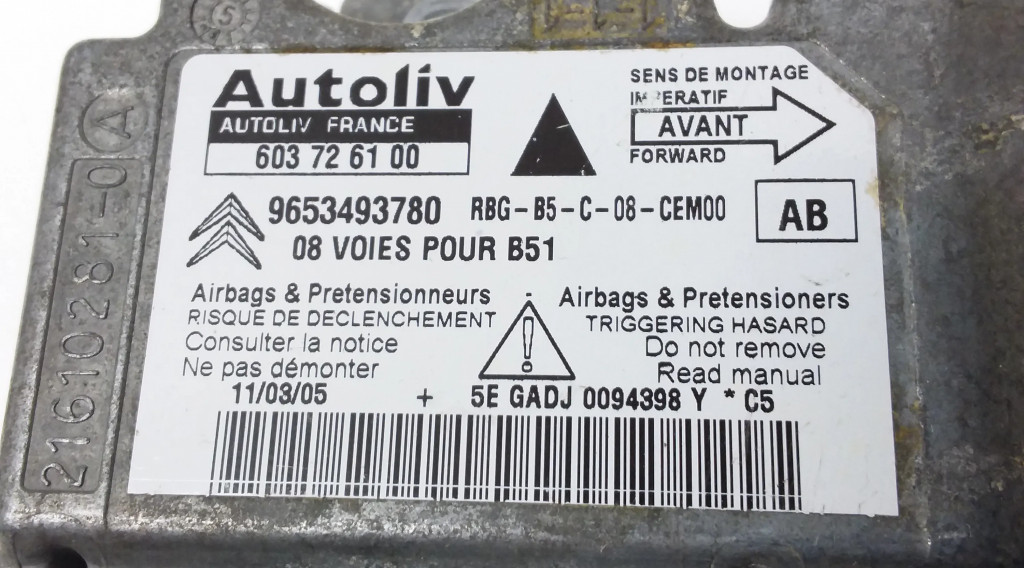 Autoliv
AUTOLIV FRANCE
603 72 61 00
SENS DE MONTAGE
IMPERATIF
AVANT
FORWARD
9653493780 RBG-B5-C-08-CEM00
AB
08 VOIES POUR B51
Airbags & Pretensionneurs
RISQUE DE DECLENCHEMENT
Consulter la notice
Ne pas démonter
!
Airbags & Pretensioners
TRIGGERING HASARD
Do not remove
Read manual
11/03/05 + 5E GADJ 0094398 Y * C5
21610281-0 A
5